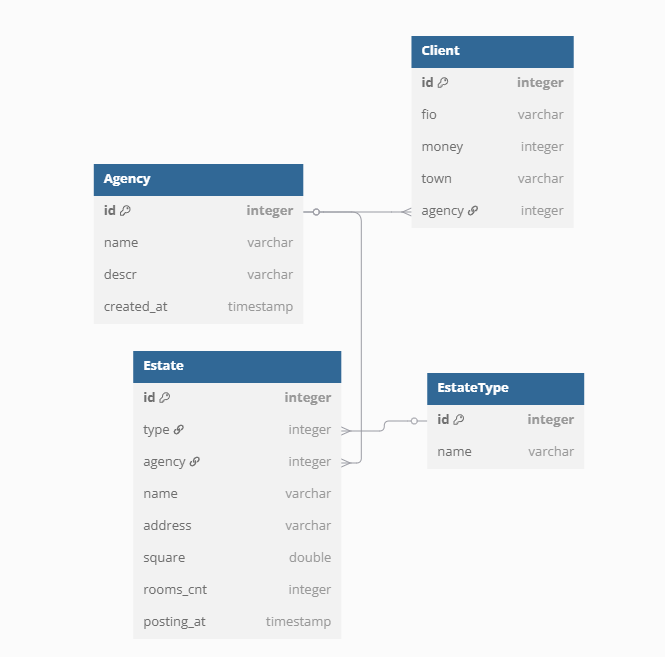 Client
id integer
fio varchar
money integer
town varchar
agency integer
Agency
id integer
name varchar
descr varchar
created_at timestamp
Estate
id integer
type integer
agency integer
name varchar
address varchar
square double
rooms_cnt integer
posting_at timestamp
EstateType
id integer
name varchar